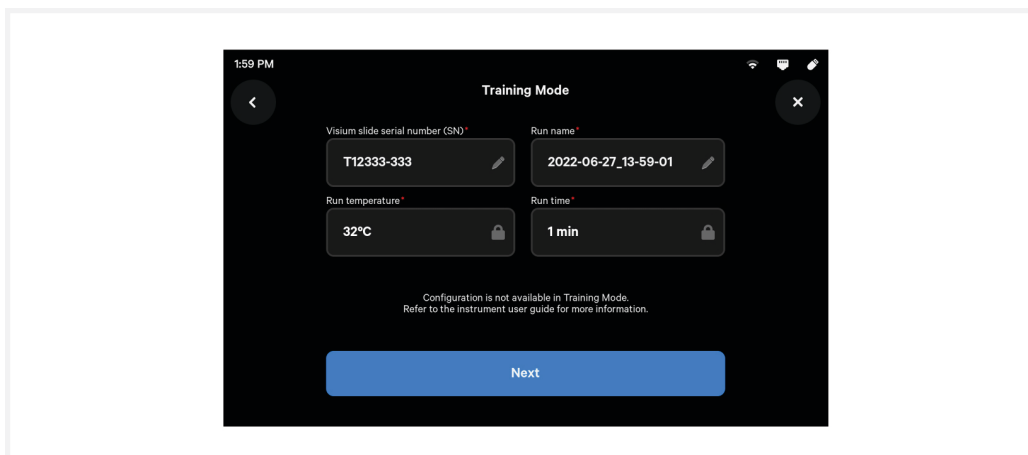 1:59 PM
Training Mode
Visium slide serial number (SN)*
Run name*
T12333-333
2022-06-27_13-59-01
Run temperature*
Run time*
32°C
1 min
Configuration is not available in Training Mode.
Refer to the instrument user guide for more information.
Next